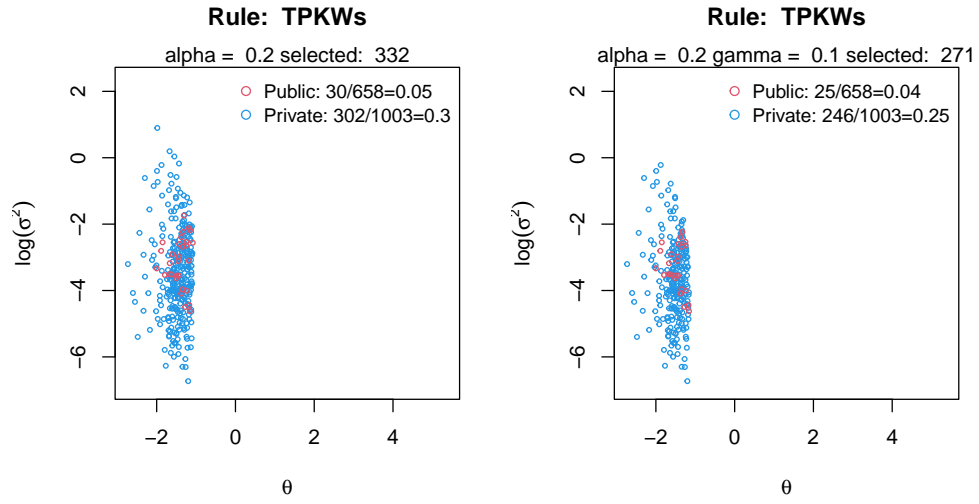 Rule: TPKWs
alpha = 0.2 selected: 332
Public: 30/658=0.05
Private: 302/1003=0.3
2
0
−2
−4
−6
log(σ²)
−2 0 2 4
θ
Rule: TPKWs
alpha = 0.2 gamma = 0.1 selected: 271
Public: 25/658=0.04
Private: 246/1003=0.25
2
0
−2
−4
−6
log(σ²)
−2 0 2 4
θ